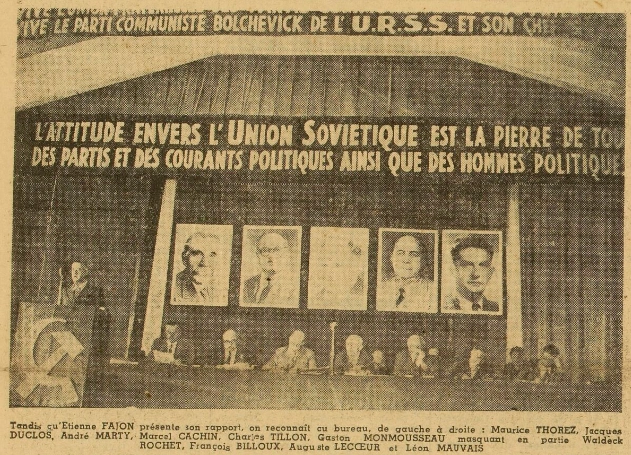 VIVE LE PARTI COMMUNISTE BOLCHEVICK DE L'U.R.S.S. ET SON
L'ATTITUDE ENVERS L'UNION SOVIETIQUE EST LA PIERRE DE TOU
DES PARTIS ET DES COURANTS POLITIQUES AINSI QUE DES HOMMES POLITIQUE
Tandis qu'Etienne FAJON présente son rapport, on reconnaît au bureau, de gauche à droite : Maurice THOREZ, Jacques
DUCLOS, André MARTY, Marcel CACHIN, Charles TILLON, Gaston MONMOUSSEAU masquant en partie Waldeck
ROCHET, François BILLOUX, Auguste LECŒUR et Léon MAUVAIS